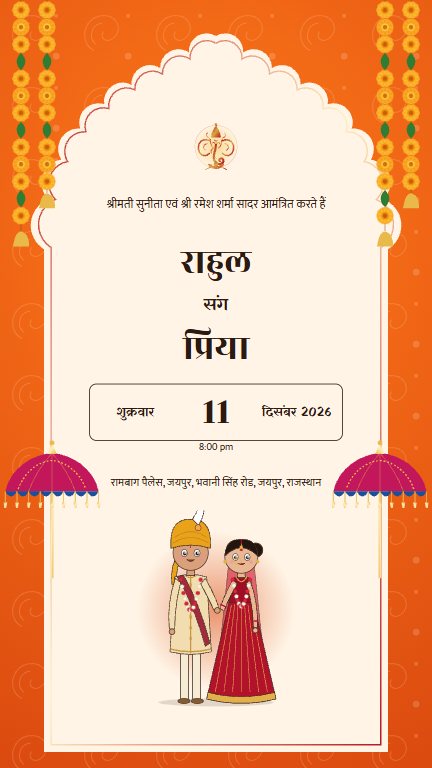 श्रीमती सुनीता एवं श्री रमेश शर्मा सादर आमंत्रित करते हैं
राहुल
संग
प्रिया
शुक्रवार 11 दिसंबर 2026
8:00 pm
रामबाग पैलेस, जयपुर, भवानी सिंह रोड, जयपुर, राजस्थान